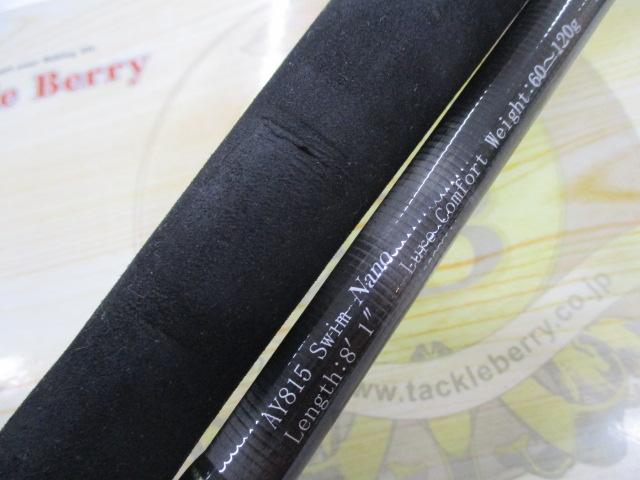 e Berry
AY815 Swim Nano
Length:8' 1" Lure Comfort Weight:60~120g
www.tackleberry.co.jp